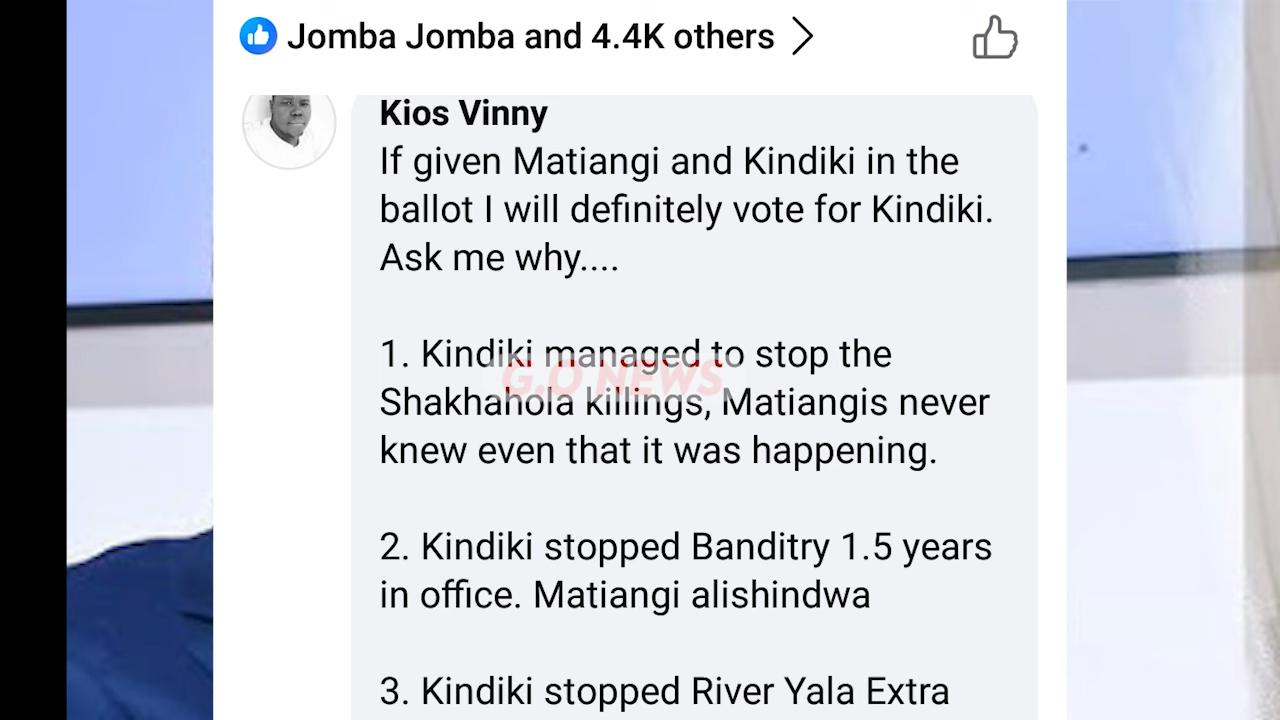 Jomba Jomba and 4.4K others
Kios Vinny
If given Matiangi and Kindiki in the
ballot I will definitely vote for Kindiki.
Ask me why....
1. Kindiki managed to stop the
G.O NEWS
Shakhahola killings, Matiangis never
knew even that it was happening.
2. Kindiki stopped Banditry 1.5 years
in office. Matiangi alishindwa
3. Kindiki stopped River Yala Extra